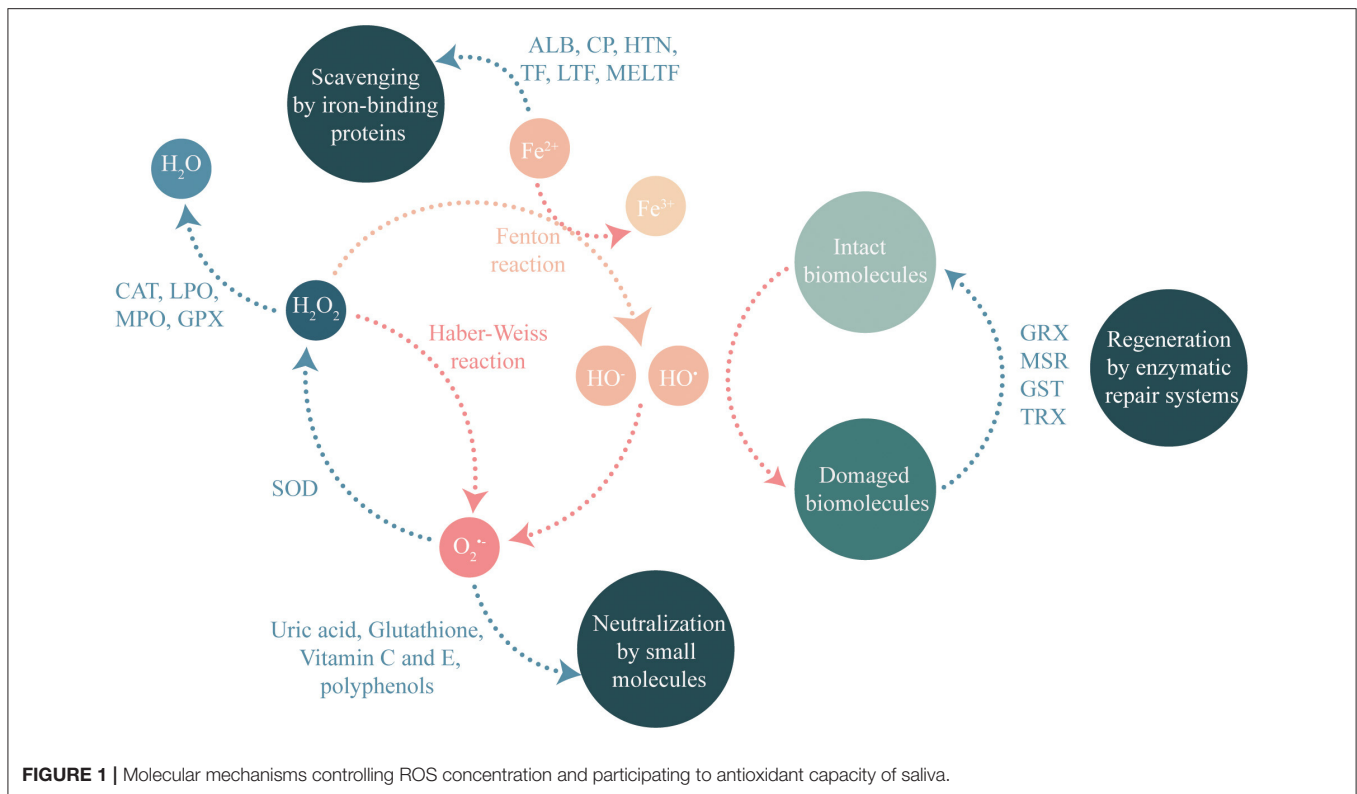 ALB, CP, HTN,
TF, LTF, MELTF
Scavenging
by iron-binding
proteins
Fe²⁺
H₂O
Fe³⁺
Fenton
reaction
Intact
biomolecules
CAT, LPO,
MPO, GPX
H₂O₂
Haber-Weiss
reaction
HO⁻
HO•
GRX
MSR
GST
TRX
Regeneration
by enzymatic
repair systems
Domaged
biomolecules
SOD
O₂•⁻
Uric acid, Glutathione,
Vitamin C and E,
polyphenols
Neutralization
by small
molecules
FIGURE 1 | Molecular mechanisms controlling ROS concentration and participating to antioxidant capacity of saliva.